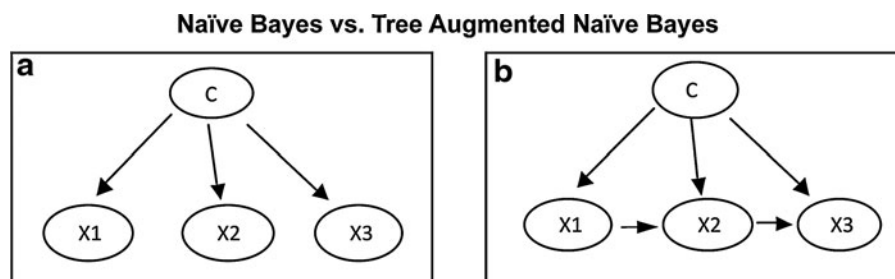 Naïve Bayes vs. Tree Augmented Naïve Bayes
a
C
X1 X2 X3
b
C
X1 X2 X3